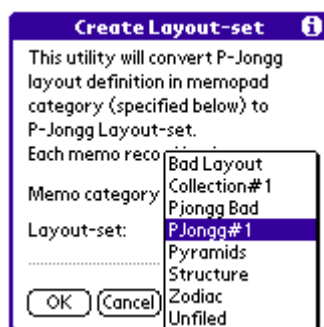 Create Layout-set i
This utility will convert P-Jongg
layout definition in memopad
category (specified below) to
P-Jongg Layout-set.
Each memo
Memo category
Layout-set:
OK Cancel
Bad Layout
Collection#1
Pjongg Bad
PJongg#1
Pyramids
Structure
Zodiac
Unfiled